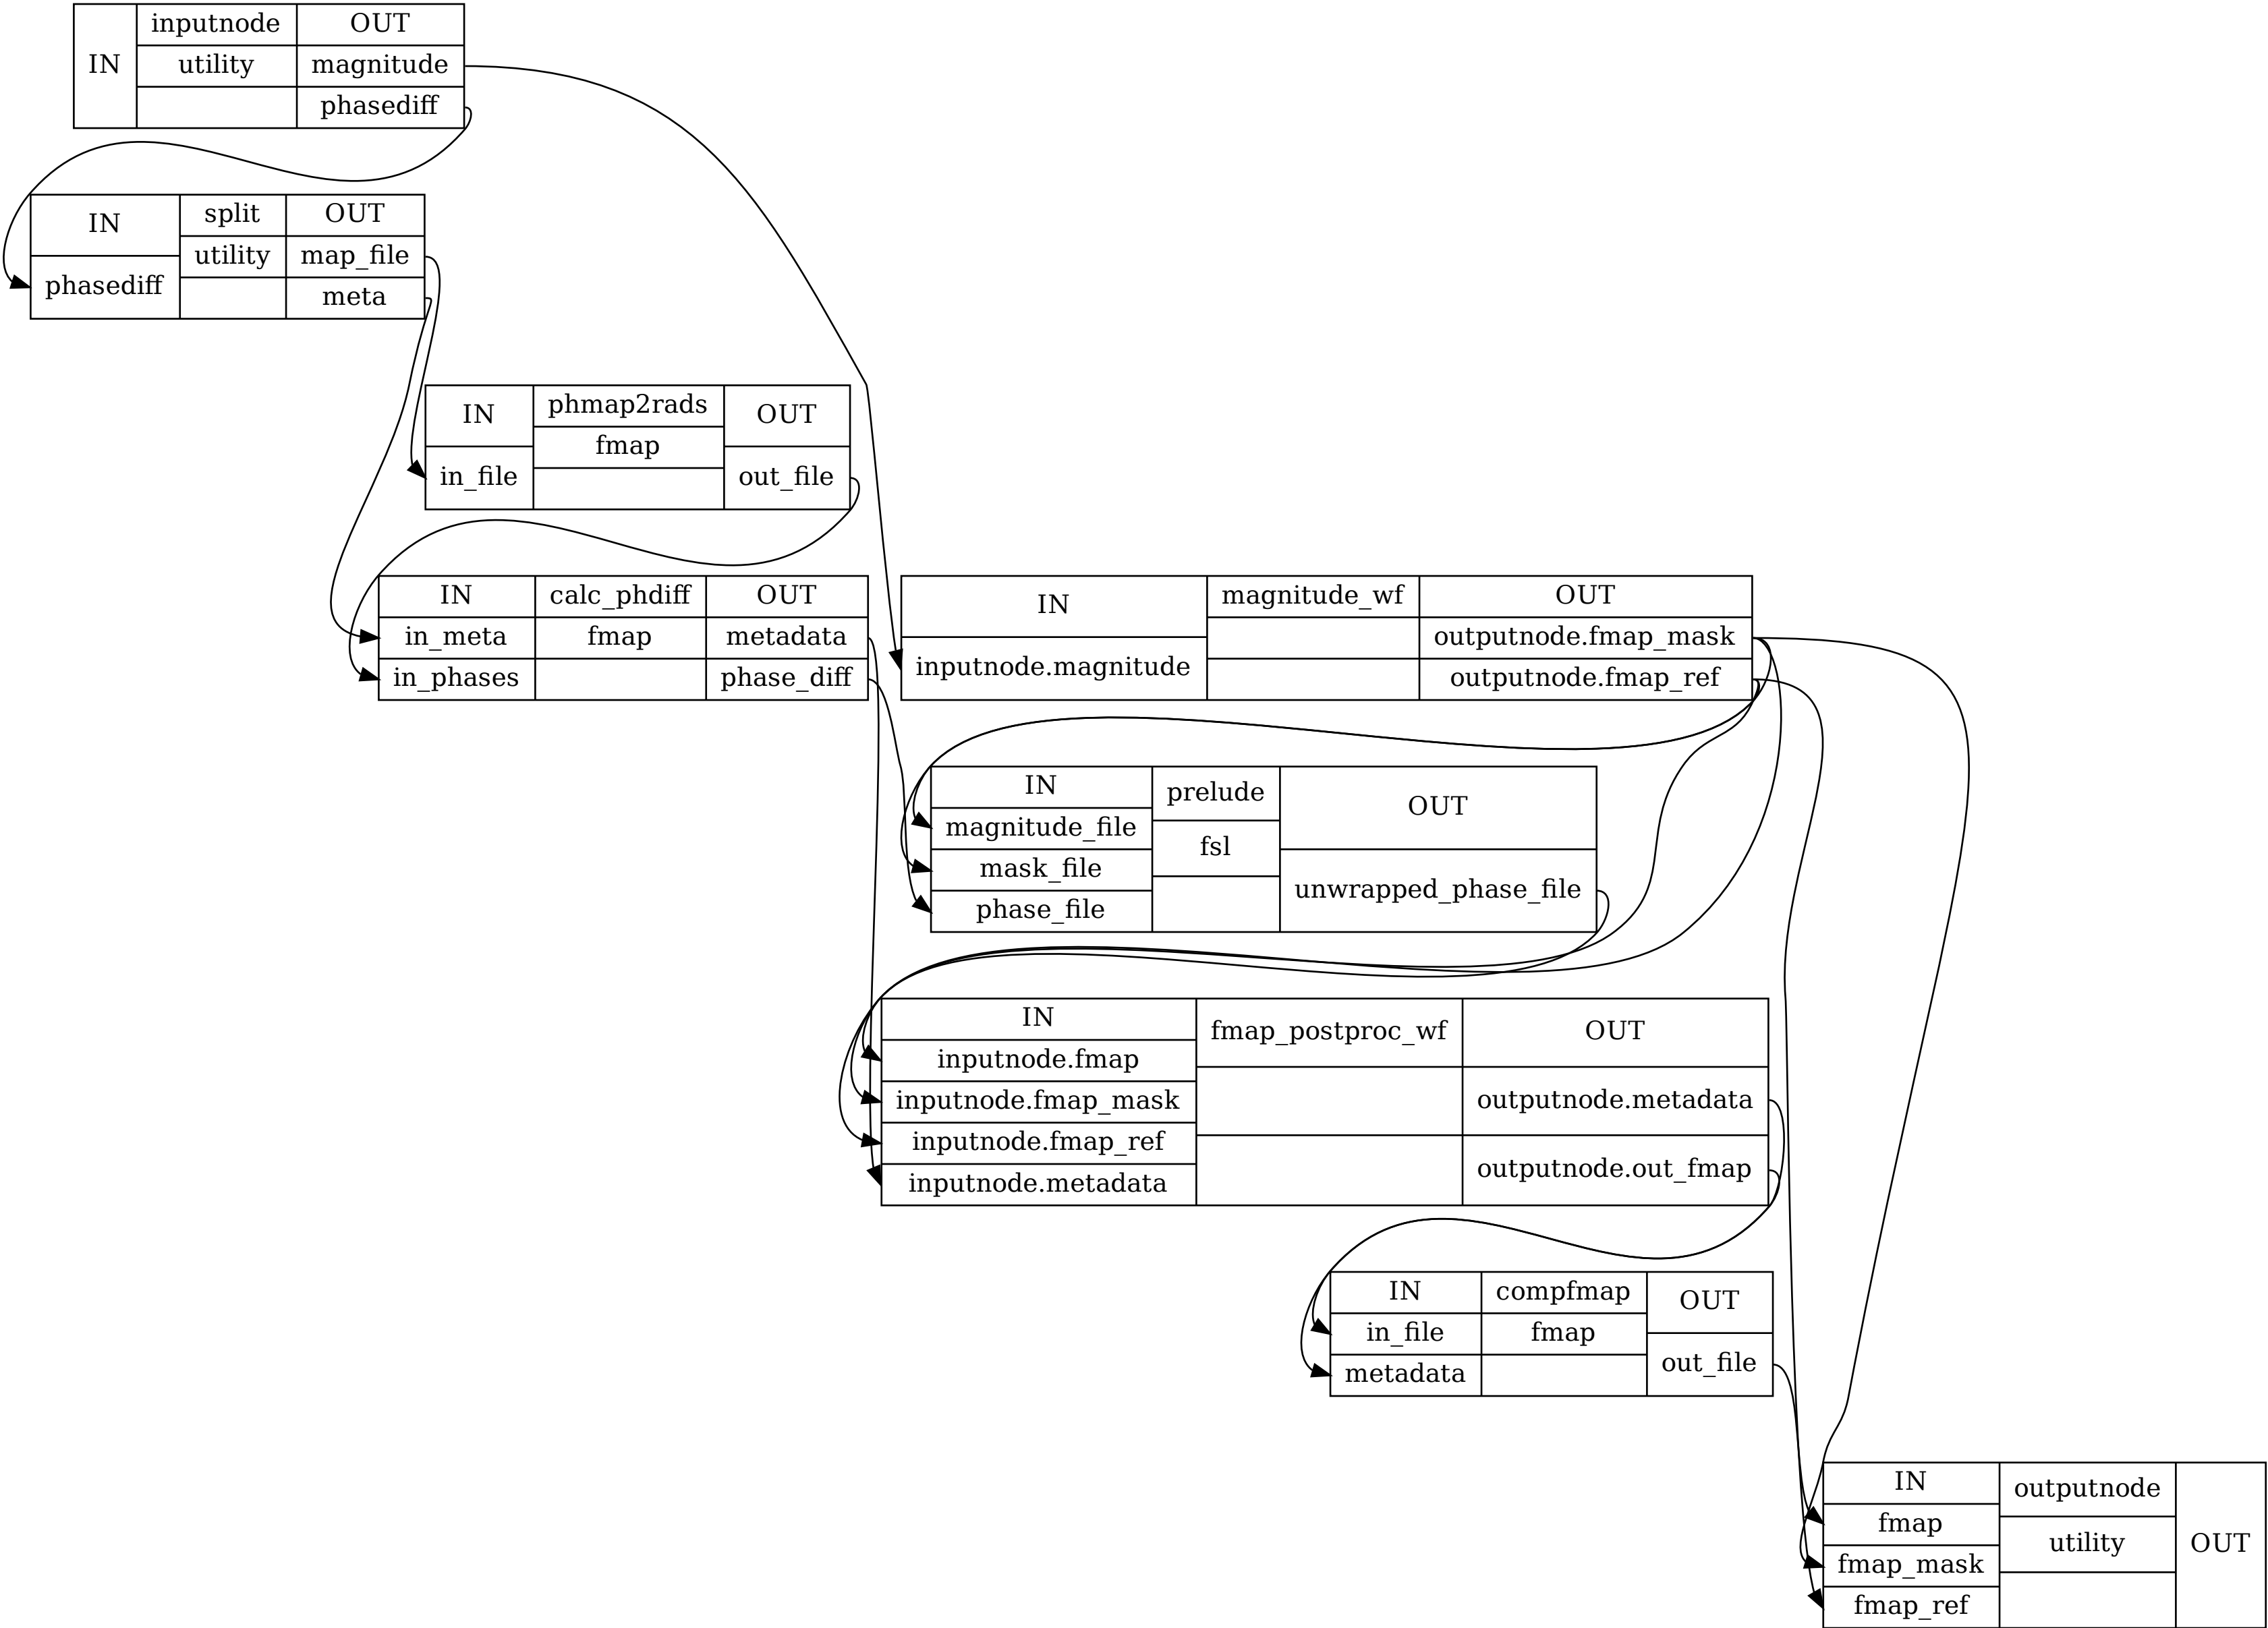 IN inputnode OUT
utility magnitude
phasediff
IN split OUT
utility map_file
phasediff meta
IN phmap2rads OUT
fmap
in_file out_file
IN calc_phdiff OUT
in_meta fmap metadata
in_phases phase_diff
IN magnitude_wf OUT
outputnode.fmap_mask
inputnode.magnitude outputnode.fmap_ref
IN prelude OUT
magnitude_file
fsl
mask_file
unwrapped_phase_file
phase_file
IN fmap_postproc_wf OUT
inputnode.fmap
inputnode.fmap_mask outputnode.metadata
inputnode.fmap_ref
outputnode.out_fmap
inputnode.metadata
IN compfmap OUT
in_file fmap
metadata out_file
IN outputnode
fmap
utility OUT
fmap_mask
fmap_ref